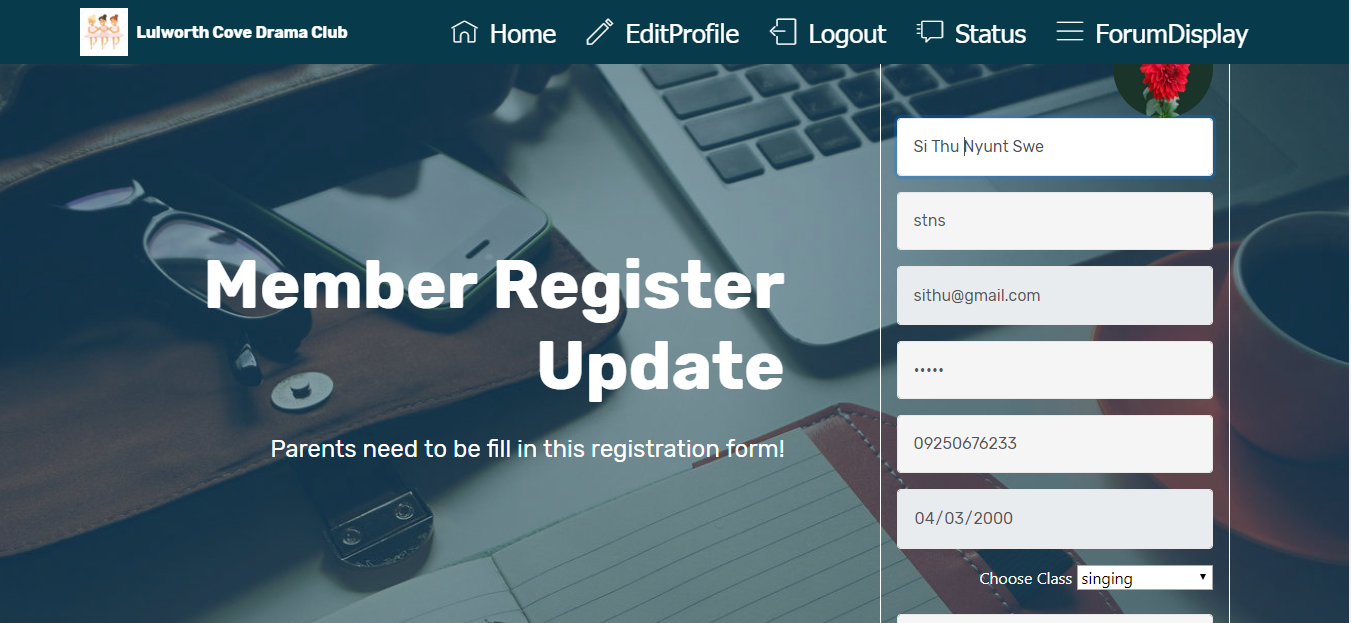 Lulworth Cove Drama Club
Home
EditProfile
Logout
Status
ForumDisplay
Member Register
Update
Parents need to be fill in this registration form!
Si Thu Nyunt Swe
stns
sithu@gmail.com
•••••
09250676233
04/03/2000
Choose Class singing